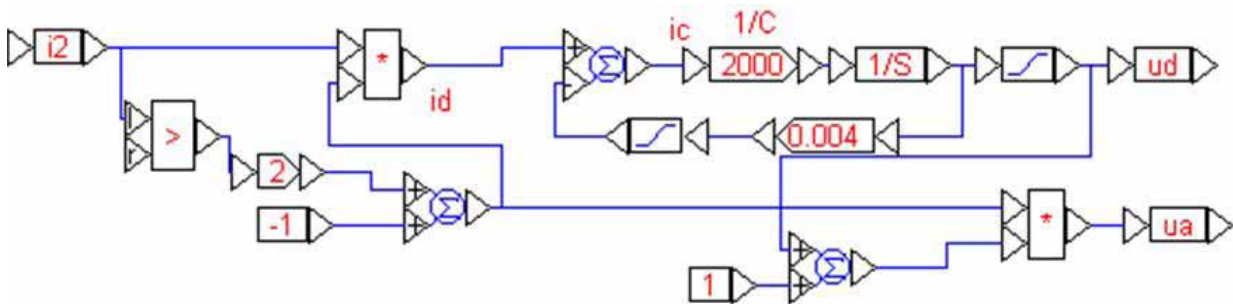 1/C
i2
*
id
+
-
Σ
ic
2000
1/S
ud
l
r
>
0.004
2
-1
+
+
Σ
*
ua
1
+
+
Σ